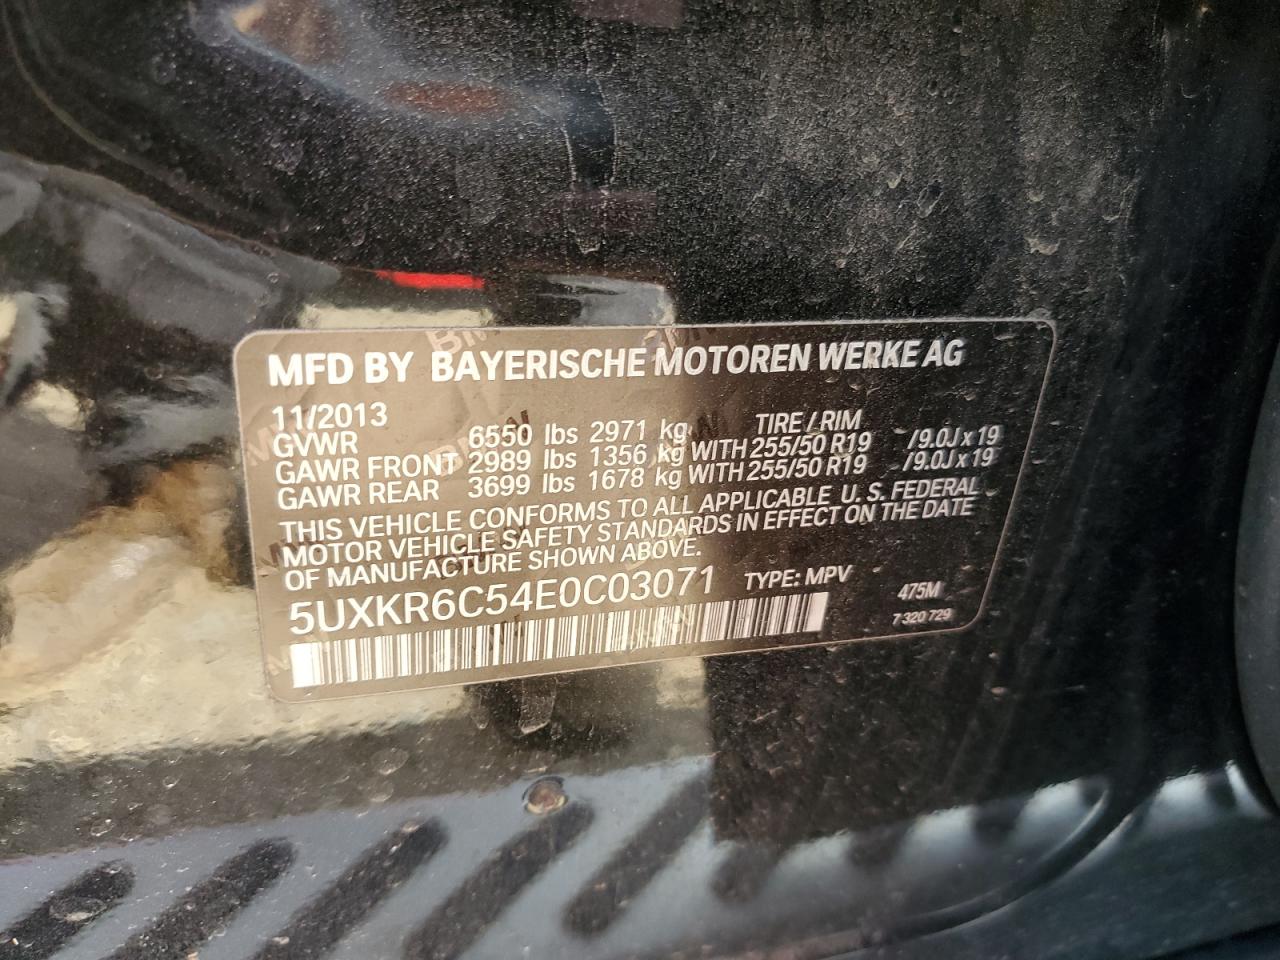 MFD BY BAYERISCHE MOTOREN WERKE AG
11/2013 TIRE / RIM
GVWR 6550 lbs 2971 kg
GAWR FRONT 2989 lbs 1356 kg WITH 255/50 R19 /9.0J x 19
GAWR REAR 3699 lbs 1678 kg WITH 255/50 R19 /9.0J x 19
THIS VEHICLE CONFORMS TO ALL APPLICABLE U. S. FEDERAL
MOTOR VEHICLE SAFETY STANDARDS IN EFFECT ON THE DATE
OF MANUFACTURE SHOWN ABOVE.
5UXKR6C54E0C03071 TYPE: MPV 475M
7 320 729